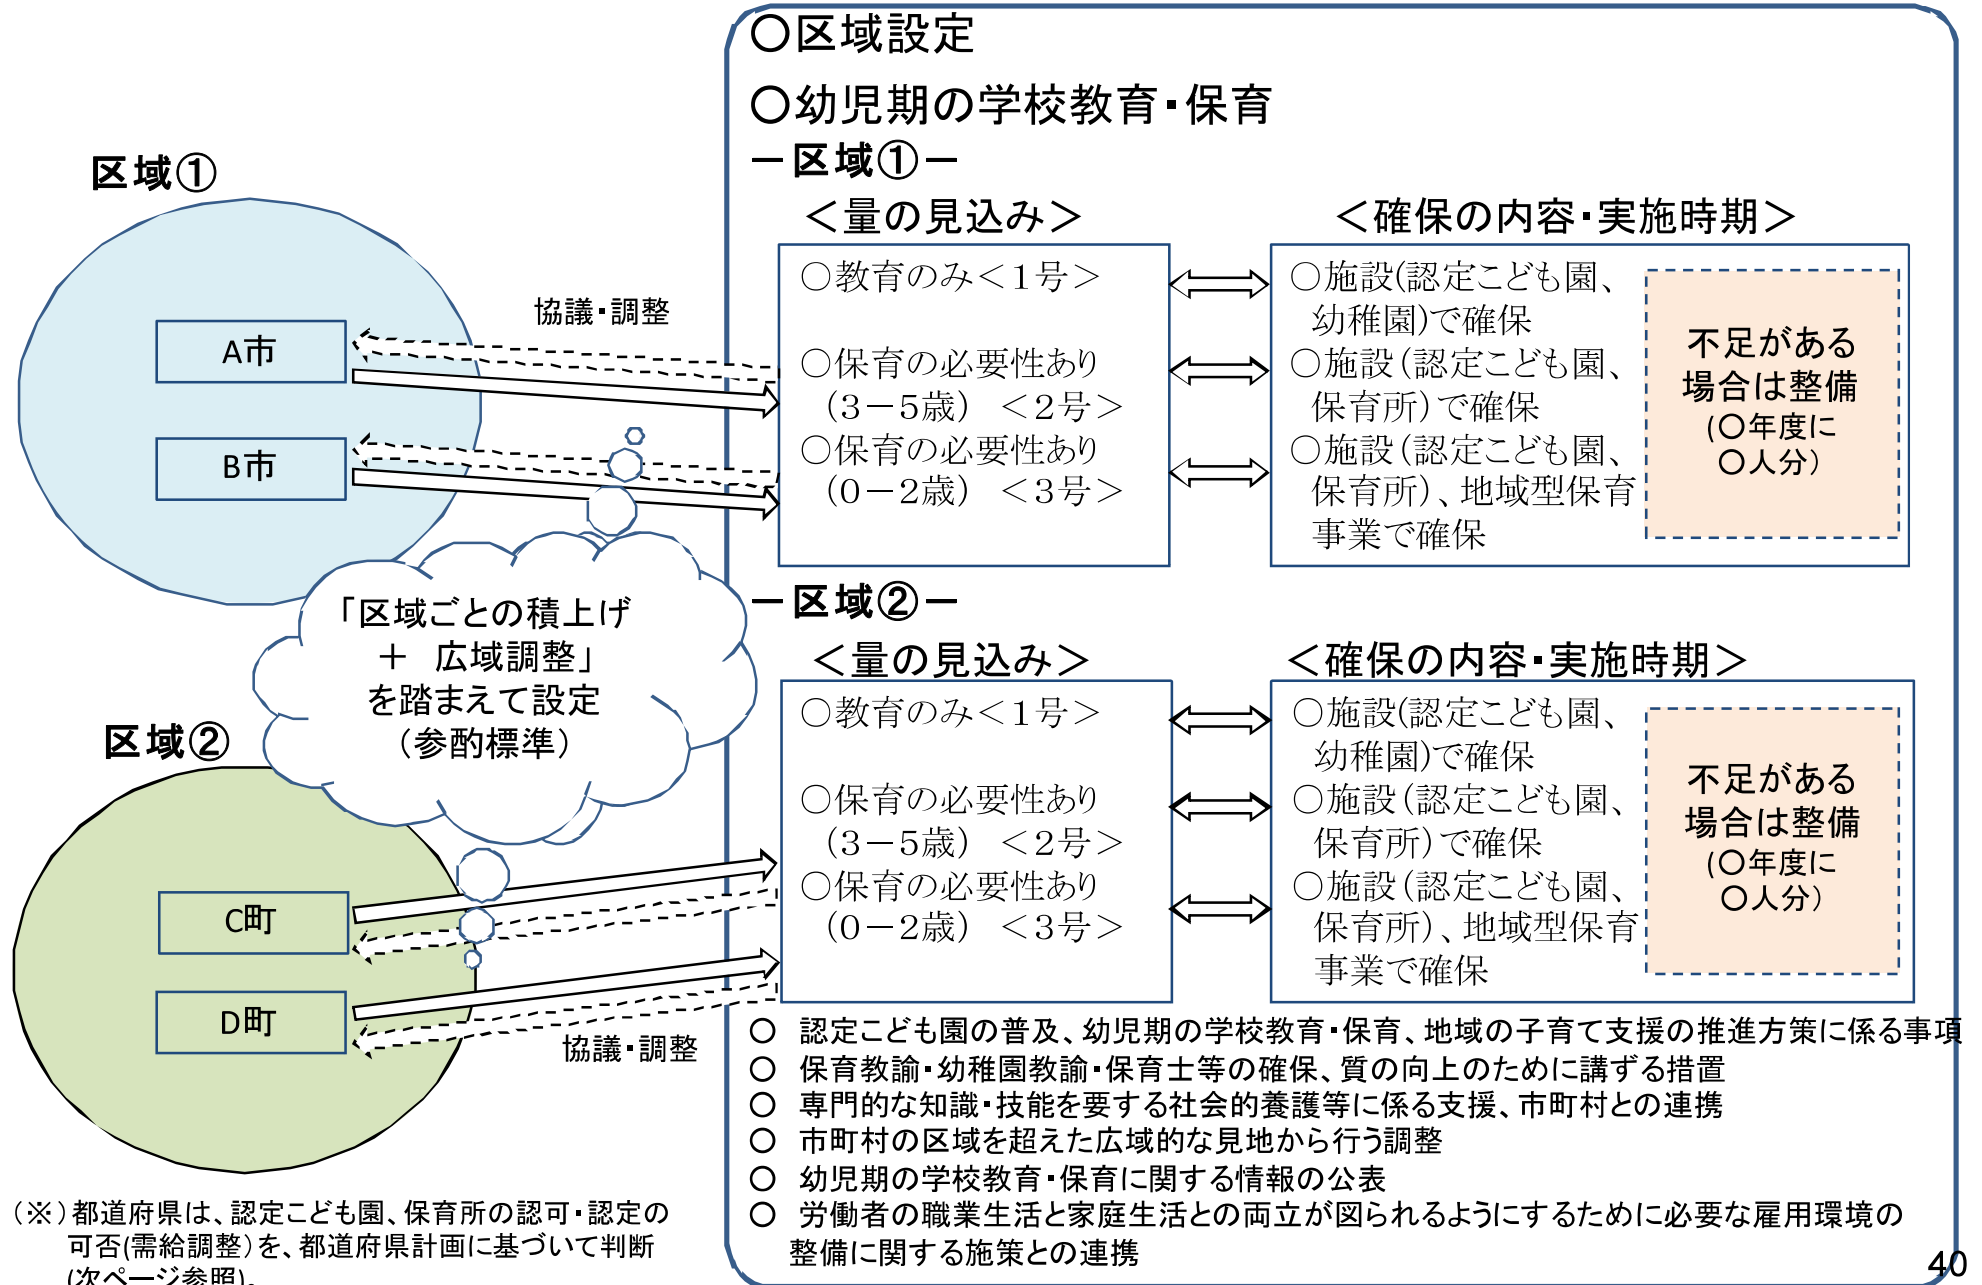 〇区域設定
〇幼児期の学校教育・保育
－区域①－
＜量の見込み＞
＜確保の内容・実施時期＞
○教育のみ＜１号＞
○保育の必要性あり
（３－５歳）　＜２号＞
○保育の必要性あり
（０－２歳）　＜３号＞
○施設(認定こども園、
幼稚園)で確保
○施設（認定こども園、
保育所）で確保
○施設（認定こども園、
保育所）、地域型保育
事業で確保
不足がある
場合は整備
(〇年度に
〇人分）
－区域②－
＜量の見込み＞
＜確保の内容・実施時期＞
○教育のみ＜１号＞
○保育の必要性あり
（３－５歳）　＜２号＞
○保育の必要性あり
（０－２歳）　＜３号＞
○施設(認定こども園、
幼稚園)で確保
○施設（認定こども園、
保育所）で確保
○施設（認定こども園、
保育所）、地域型保育
事業で確保
不足がある
場合は整備
(〇年度に
〇人分）
〇　認定こども園の普及、幼児期の学校教育・保育、地域の子育て支援の推進方策に係る事項
〇　保育教諭・幼稚園教諭・保育士等の確保、質の向上のために講ずる措置
〇　専門的な知識・技能を要する社会的養護等に係る支援、市町村との連携
〇　市町村の区域を超えた広域的な見地から行う調整
〇　幼児期の学校教育・保育に関する情報の公表
〇　労働者の職業生活と家庭生活との両立が図られるようにするために必要な雇用環境の
整備に関する施策との連携
区域①
A市
B市
協議・調整
「区域ごとの積上げ
＋　広域調整」
を踏まえて設定
（参酌標準）
区域②
C町
D町
協議・調整
（※）都道府県は、認定こども園、保育所の認可・認定の
可否(需給調整）を、都道府県計画に基づいて判断
(次ページ参照)。
40